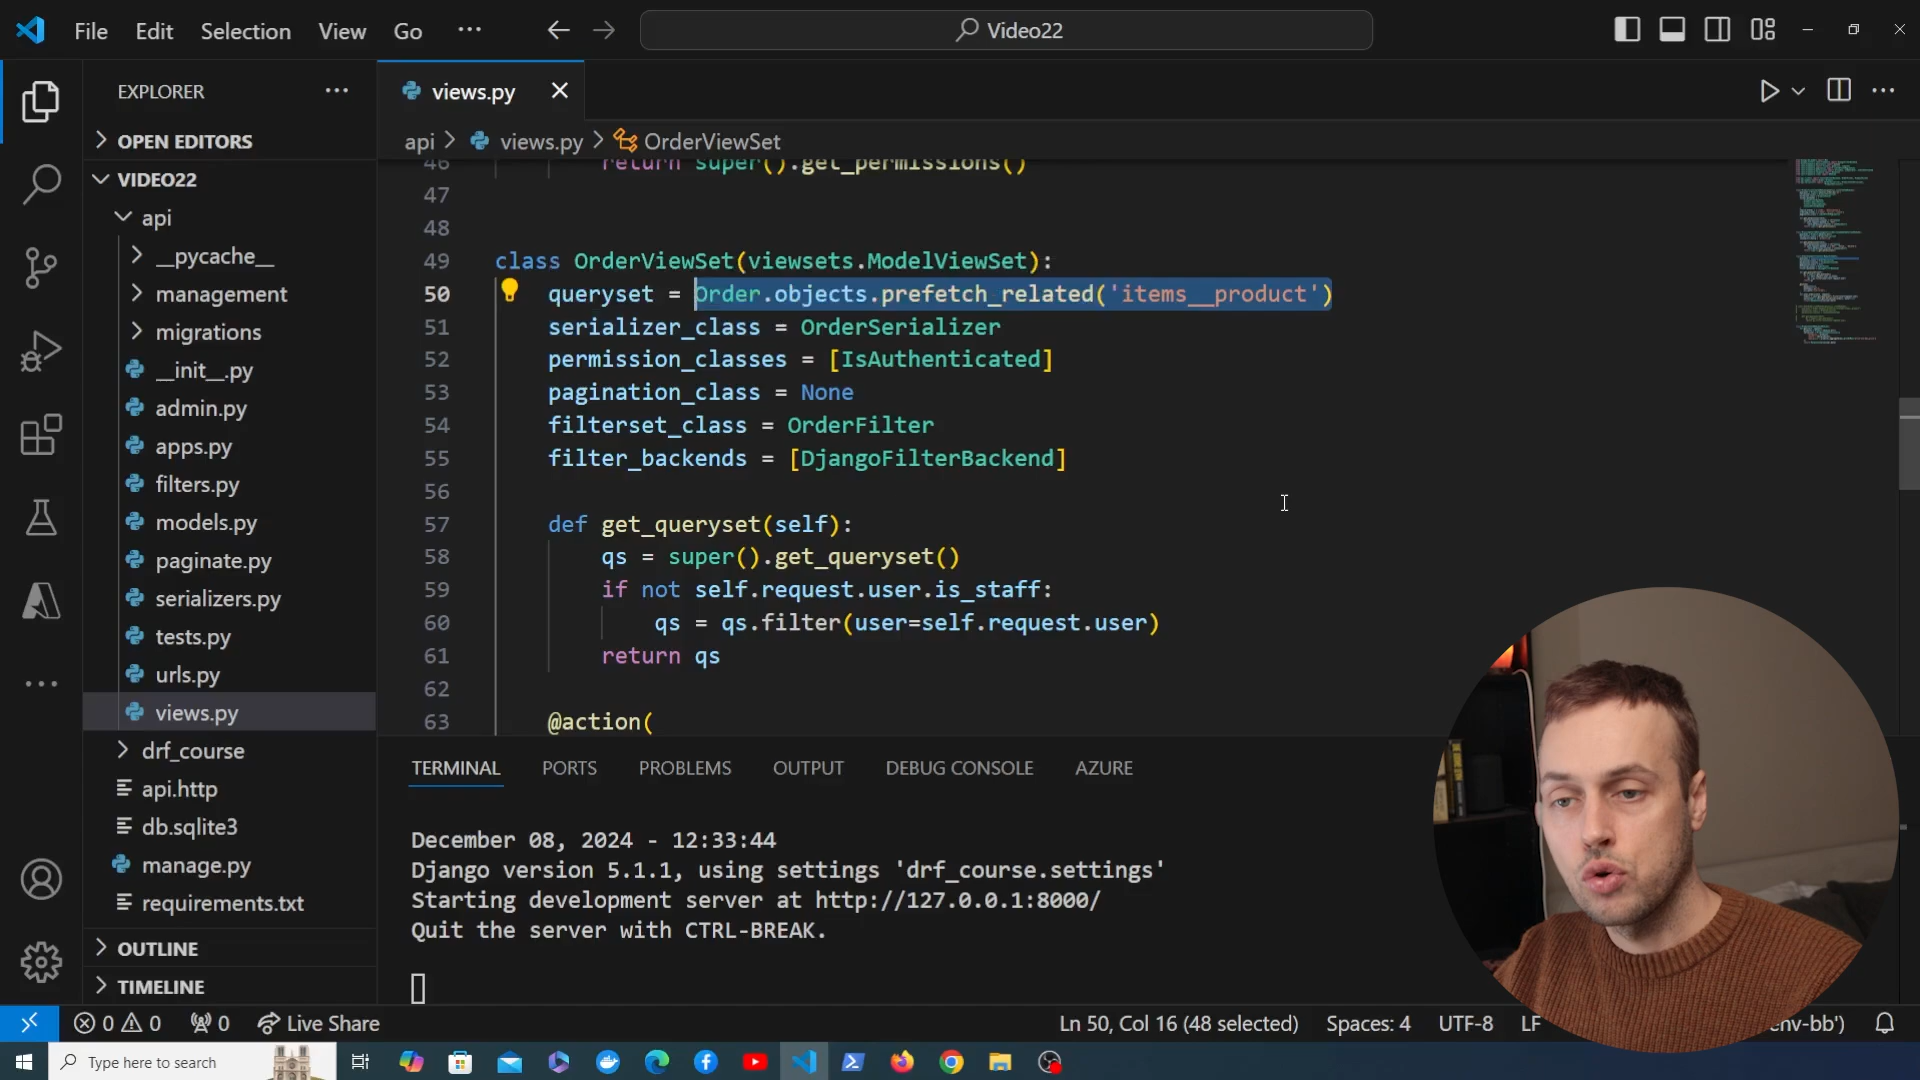 File Edit Selection View Go ··· Video22
EXPLORER
OPEN EDITORS
VIDEO22
api
__pycache__
management
migrations
__init__.py
admin.py
apps.py
filters.py
models.py
paginate.py
serializers.py
tests.py
urls.py
views.py
drf_course
api.http
db.sqlite3
manage.py
requirements.txt
OUTLINE
TIMELINE
views.py
api > views.py > OrderViewSet
46 return super().get_permissions()
47
48
49 class OrderViewSet(viewsets.ModelViewSet):
50 queryset = Order.objects.prefetch_related('items__product')
51 serializer_class = OrderSerializer
52 permission_classes = [IsAuthenticated]
53 pagination_class = None
54 filterset_class = OrderFilter
55 filter_backends = [DjangoFilterBackend]
56
57 def get_queryset(self):
58 qs = super().get_queryset()
59 if not self.request.user.is_staff:
60 qs = qs.filter(user=self.request.user)
61 return qs
62
63 @action(
TERMINAL PORTS PROBLEMS OUTPUT DEBUG CONSOLE AZURE
December 08, 2024 - 12:33:44
Django version 5.1.1, using settings 'drf_course.settings'
Starting development server at http://127.0.0.1:8000/
Quit the server with CTRL-BREAK.
0 0 0 Live Share Ln 50, Col 16 (48 selected) Spaces: 4 UTF-8 LF env-bb')
Type here to search